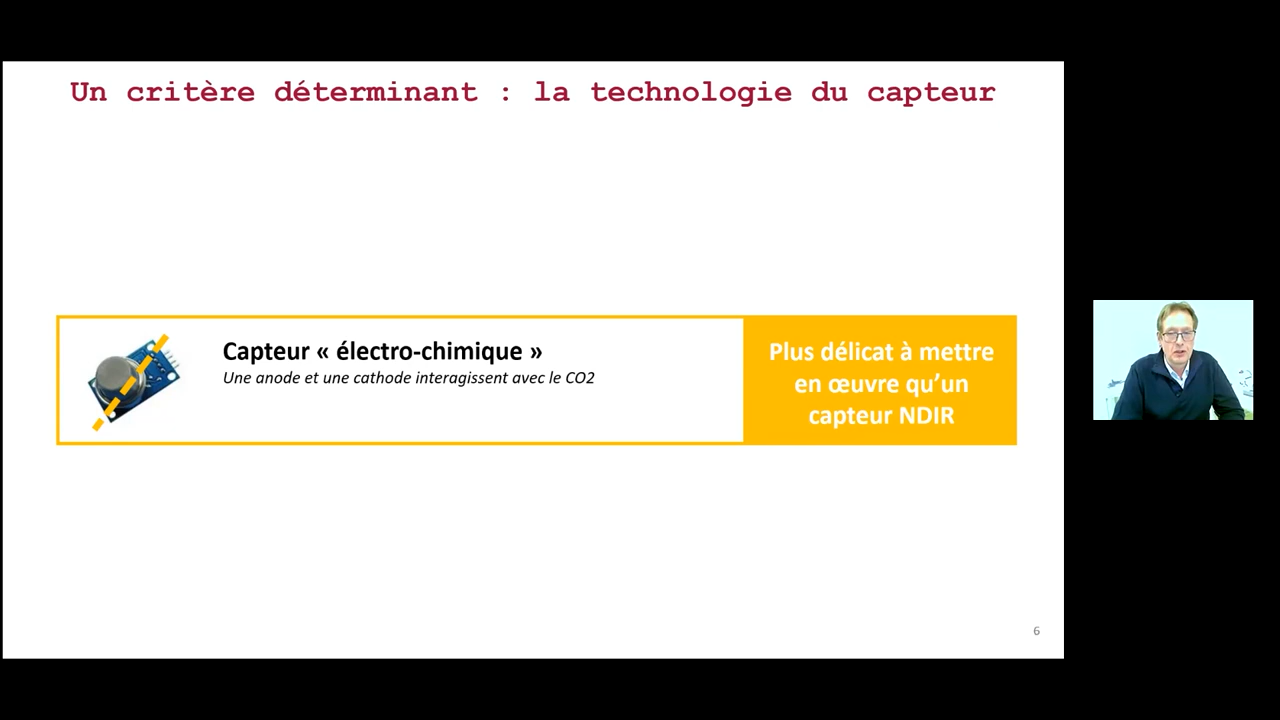 Un critère déterminant : la technologie du capteur
Capteur « électro-chimique »
Une anode et une cathode interagissent avec le CO2
Plus délicat à mettre
en œuvre qu’un
capteur NDIR
6